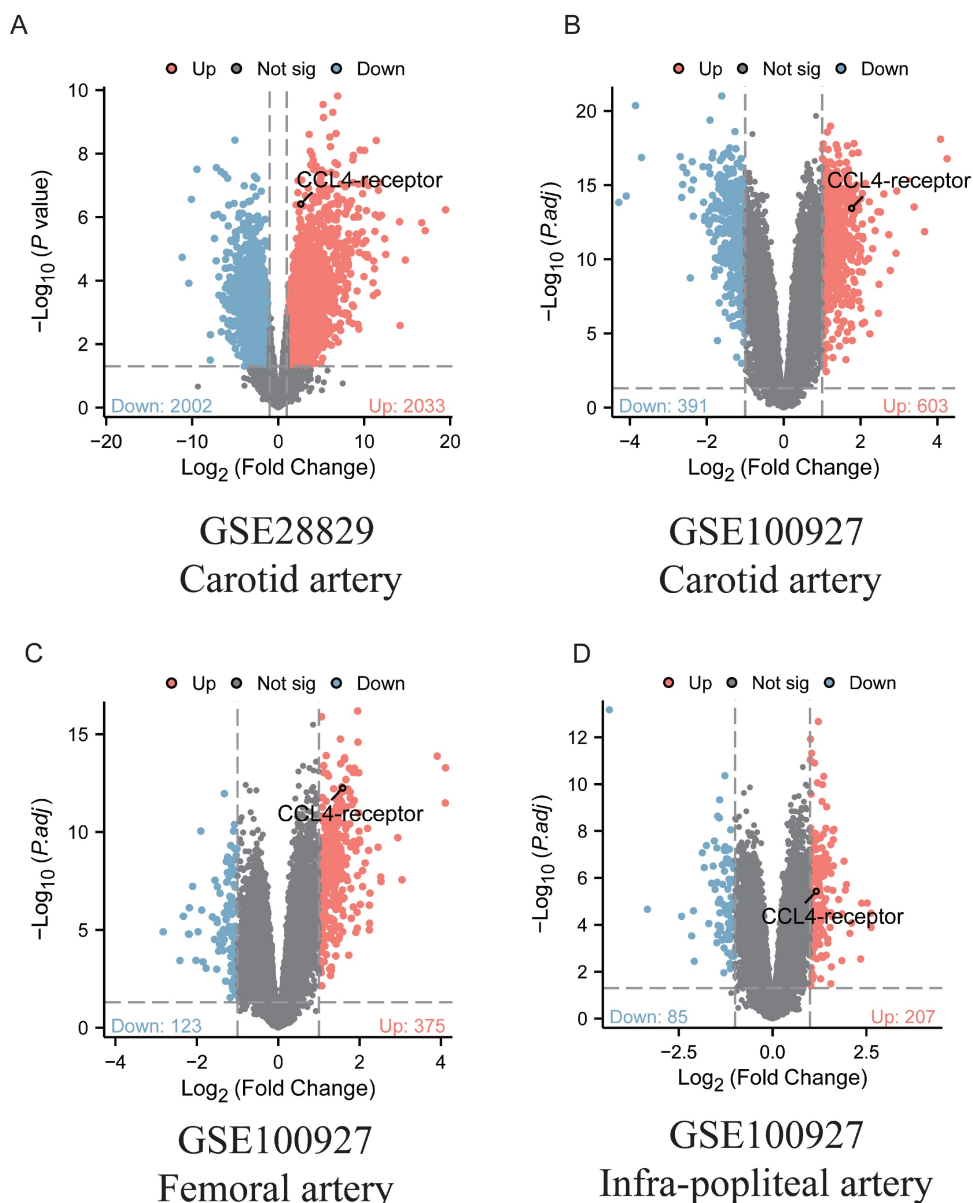 A
Up Not sig Down
10
8
6
4
2
0
−Log10 (P value)
CCL4-receptor
Down: 2002
Up: 2033
−20 −10 0 10 20
Log2 (Fold Change)
GSE28829
Carotid artery
B
Up Not sig Down
20
15
10
5
0
−Log10 (P.adj)
CCL4-receptor
Down: 391
Up: 603
−4 −2 0 2 4
Log2 (Fold Change)
GSE100927
Carotid artery
C
Up Not sig Down
15
10
5
0
−Log10 (P.adj)
CCL4-receptor
Down: 123
Up: 375
−4 −2 0 2 4
Log2 (Fold Change)
GSE100927
Femoral artery
D
Up Not sig Down
12
10
8
6
4
2
0
−Log10 (P.adj)
CCL4-receptor
Down: 85
Up: 207
−2.5 0.0 2.5
Log2 (Fold Change)
GSE100927
Infra-popliteal artery